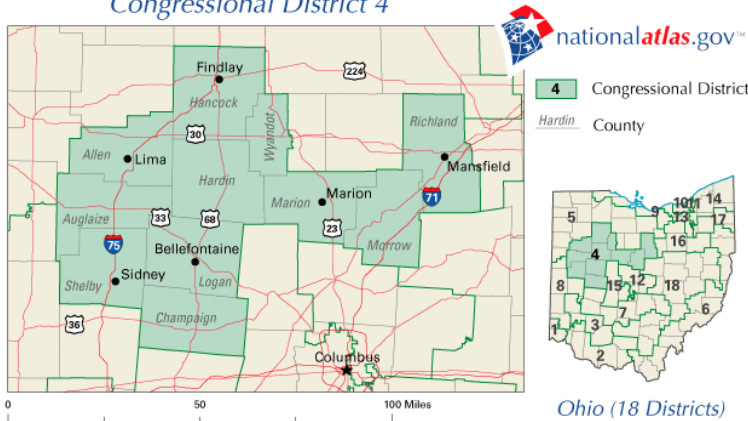 Congressional District 4
nationalatlas.gov™
4 Congressional District
Hardin County
Findlay
224
Hancock
Wyandot
Richland
30
Allen
Lima
Mansfield
Hardin
Marion
Marion
71
Auglaize
33
68
23
75
Bellefontaine
Morrow
Sidney
Shelby
Logan
36
Champaign
Columbus
0 50 100 Miles
5
9
10
11
14
13
17
16
4
8
15
12
18
7
6
1
3
2
Ohio (18 Districts)